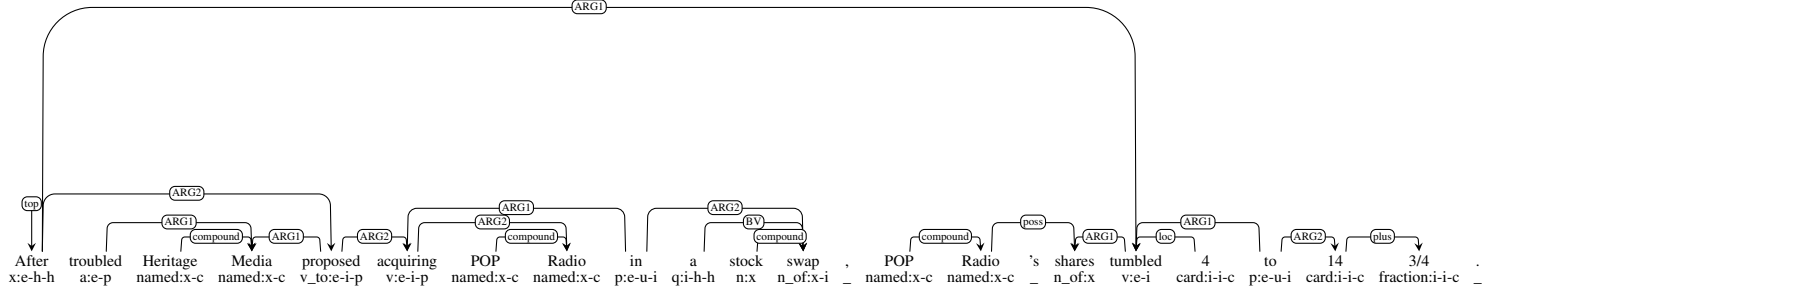 ARG1
ARG2
top
ARG1 ARG2 BV poss ARG1
compound ARG1 ARG2 compound ARG1 ARG2 compound compound ARG1 loc ARG2 plus
After troubled Heritage Media proposed acquiring POP Radio in a stock swap , POP Radio 's shares tumbled 4 to 14 3/4 .
x:e-h-h a:e-p named:x-c named:x-c v_to:e-i-p v:e-i-p named:x-c named:x-c p:e-u-i q:i-h-h n:x n_of:x-i _ named:x-c named:x-c _ n_of:x v:e-i card:i-i-c p:e-u-i card:i-i-c fraction:i-i-c _